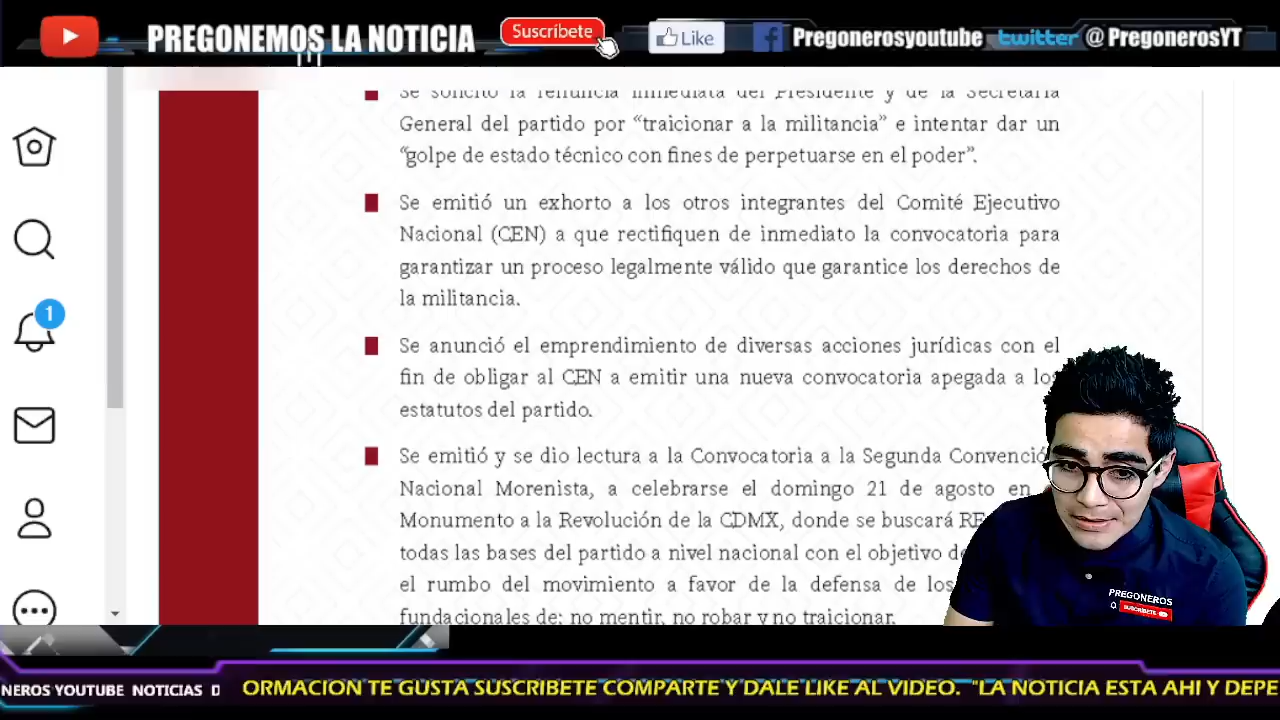 PREGONEMOS LA NOTICIA
Suscríbete
Like
Pregonerosyoutube
twitter @PregonerosYT
Se solicitó la renuncia inmediata del Presidente y de la Secretaria
General del partido por “traicionar a la militancia” e intentar dar un
“golpe de estado técnico con fines de perpetuarse en el poder”.
Se emitió un exhorto a los otros integrantes del Comité Ejecutivo
Nacional (CEN) a que rectifiquen de inmediato la convocatoria para
garantizar un proceso legalmente válido que garantice los derechos de
la militancia.
Se anunció el emprendimiento de diversas acciones jurídicas con el
fin de obligar al CEN a emitir una nueva convocatoria apegada a los
estatutos del partido.
Se emitió y se dio lectura a la Convocatoria a la Segunda Convención
Nacional Morenista, a celebrarse el domingo 21 de agosto en
Monumento a la Revolución de la CDMX, donde se buscará
todas las bases del partido a nivel nacional con el objetivo
el rumbo del movimiento a favor de la defensa de los
fundacionales de: no mentir, no robar y no traicionar.
1
PREGONEROS
SUSCRIBETE
NEROS YOUTUBE NOTICIAS D
ORMACION TE GUSTA SUSCRIBETE COMPARTE Y DALE LIKE AL VIDEO. "LA NOTICIA ESTA AHI Y DEPE